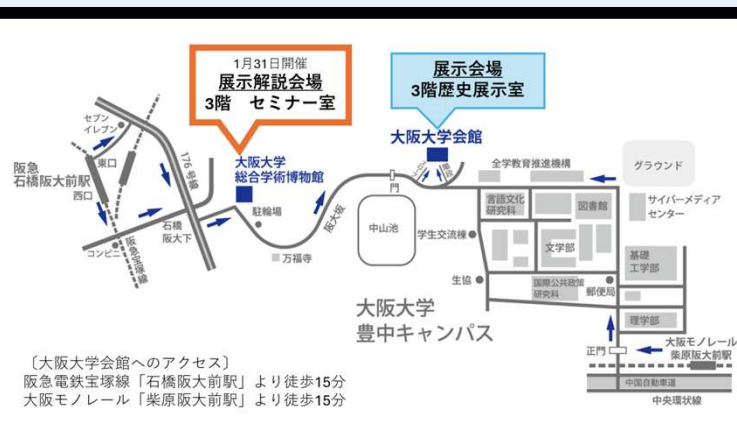 1月31日開催
展示解説会場
3階 セミナー室
展示会場
3階歴史展示室
セブン
イレブン
東口
阪急
石橋阪大前駅
西口
コンビニ
阪急宝塚線
176号線
石橋
阪大下
大阪大学
総合学術博物館
駐輪場
万福寺
阪大坂
門
中山池
大阪大学会館
全学教育推進機構
グラウンド
言語文化
研究科
図書館
サイバーメディア
センター
学生交流棟
文学部
基礎
工学部
生協
国際公共政策
研究科
郵便局
理学部
大阪大学
豊中キャンパス
正門
大阪モノレール
柴原阪大前駅
中国自動車道
中央環状線
〔大阪大学会館へのアクセス〕
阪急電鉄宝塚線「石橋阪大前駅」より徒歩15分
大阪モノレール「柴原阪大前駅」より徒歩15分